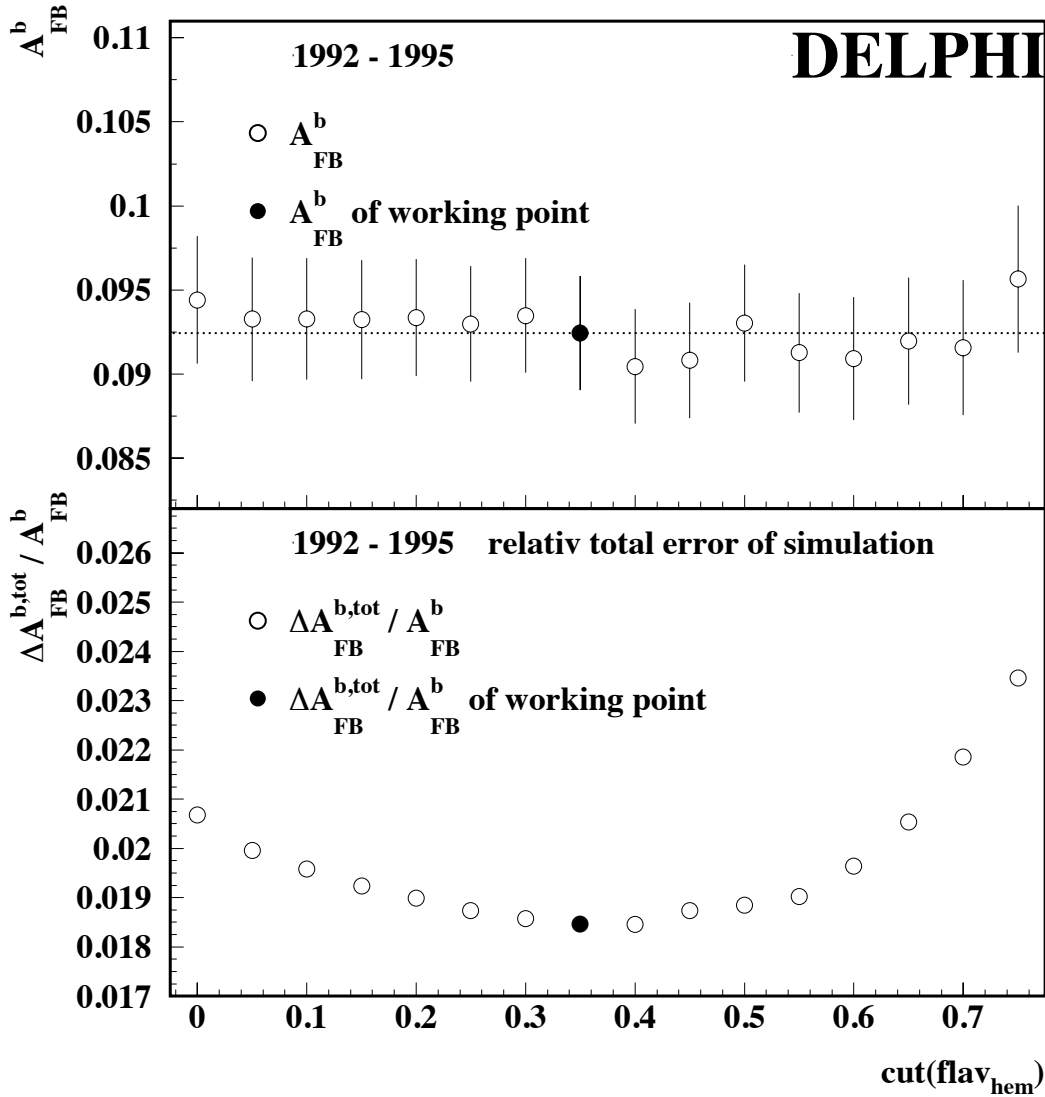 A^b_FB
0.11
0.105
0.1
0.095
0.09
0.085
1992 - 1995
DELPHI
A^b_FB
A^b_FB of working point
ΔA^b,tot_FB / A^b_FB
0.026
0.025
0.024
0.023
0.022
0.021
0.02
0.019
0.018
0.017
1992 - 1995 relativ total error of simulation
ΔA^b,tot_FB / A^b_FB
ΔA^b,tot_FB / A^b_FB of working point
0 0.1 0.2 0.3 0.4 0.5 0.6 0.7
cut(flav_hem)